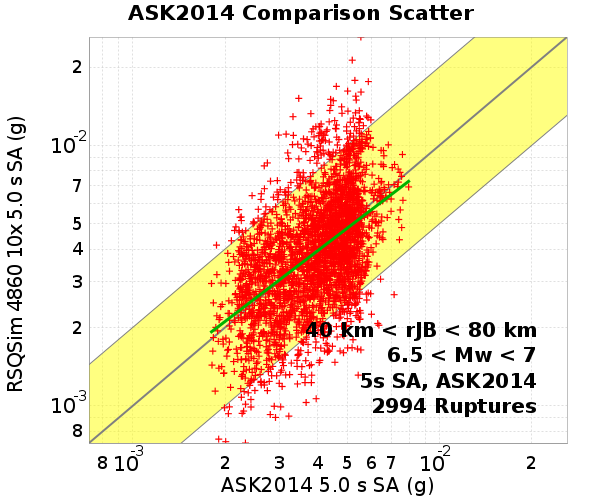 ASK2014 Comparison Scatter
RSQSim 4860 10x 5.0 s SA (g)
2
10-2
7
5
4
3
2
10-3
8
40 km < rJB < 80 km
6.5 < Mw < 7
5s SA, ASK2014
2994 Ruptures
8 10-3 2 3 4 5 6 7 10-2 2
ASK2014 5.0 s SA (g)